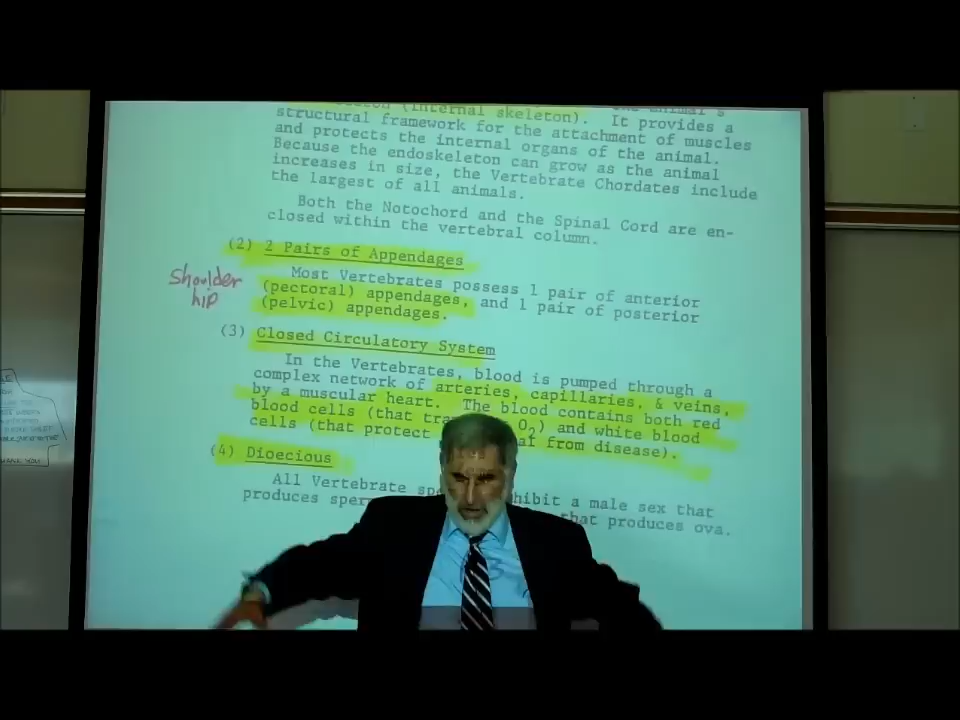 (internal skeleton). animal's
structural framework for the attachment of muscles It provides a
and protects the internal organs of the animal.
Because the endoskeleton can grow as the animal
increases in size, the Vertebrate Chordates include
the largest of all animals.
Both the Notochord and the Spinal Cord are en-
closed within the vertebral column.
(2) 2 Pairs of Appendages
shoulder
hip
Most Vertebrates possess 1 pair of anterior
(pectoral) appendages, and 1 pair of posterior
(pelvic) appendages.
(3) Closed Circulatory System
In the Vertebrates, blood is pumped through a
complex network of arteries, capillaries, & veins,
by a muscular heart. The blood contains both red
blood cells (that O₂) and white blood
cells (that protect from disease).
(4) Dioecious
All Vertebrate a male sex that
produces that produces ova.